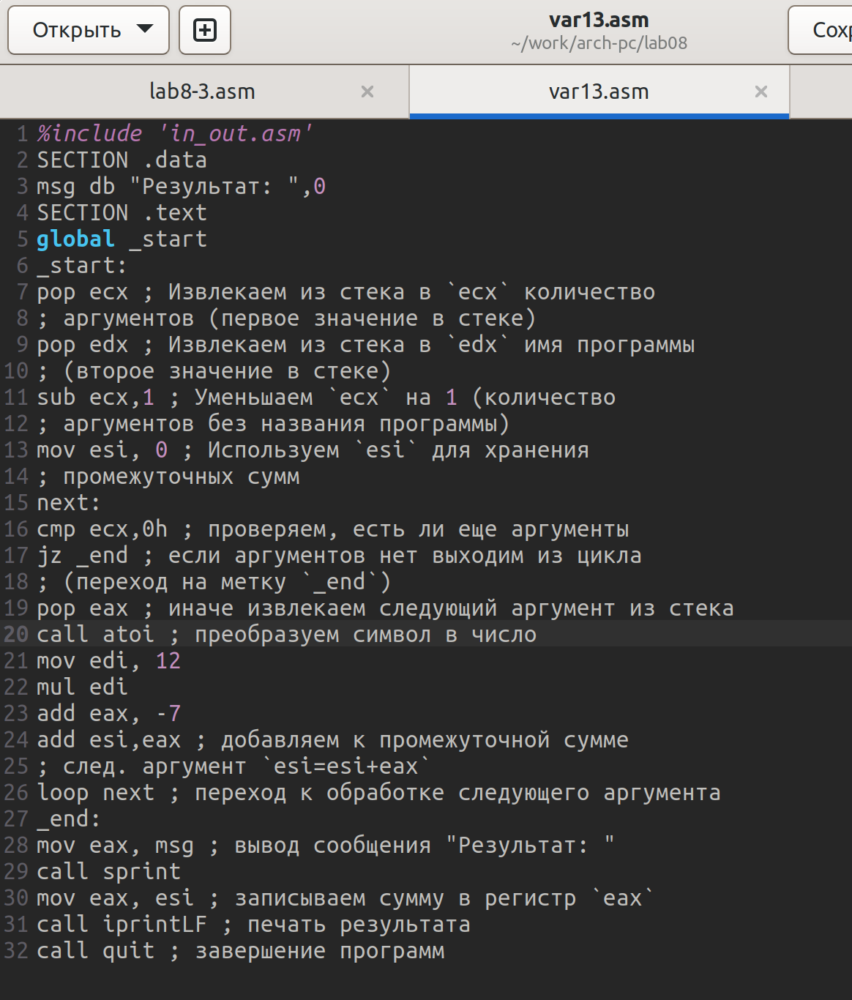 Открыть
var13.asm
~/work/arch-pc/lab08
lab8-3.asm
var13.asm
1 %include 'in_out.asm'
2 SECTION .data
3 msg db "Результат: ",0
4 SECTION .text
5 global _start
6 _start:
7 pop ecx ; Извлекаем из стека в `ecx` количество
8 ; аргументов (первое значение в стеке)
9 pop edx ; Извлекаем из стека в `edx` имя программы
10 ; (второе значение в стеке)
11 sub ecx,1 ; Уменьшаем `ecx` на 1 (количество
12 ; аргументов без названия программы)
13 mov esi, 0 ; Используем `esi` для хранения
14 ; промежуточных сумм
15 next:
16 cmp ecx,0h ; проверяем, есть ли еще аргументы
17 jz _end ; если аргументов нет выходим из цикла
18 ; (переход на метку `_end`)
19 pop eax ; иначе извлекаем следующий аргумент из стека
20 call atoi ; преобразуем символ в число
21 mov edi, 12
22 mul edi
23 add eax, -7
24 add esi,eax ; добавляем к промежуточной сумме
25 ; след. аргумент `esi=esi+eax`
26 loop next ; переход к обработке следующего аргумента
27 _end:
28 mov eax, msg ; вывод сообщения "Результат: "
29 call sprint
30 mov eax, esi ; записываем сумму в регистр `eax`
31 call iprintLF ; печать результата
32 call quit ; завершение программ